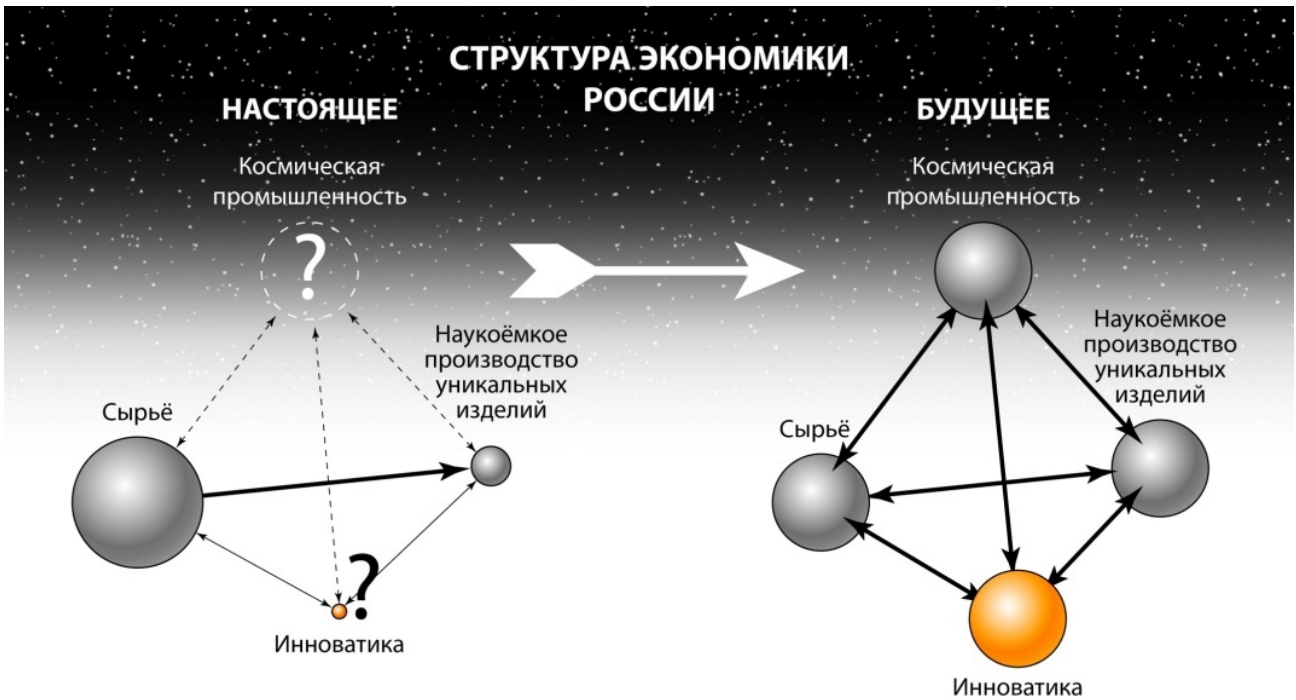 СТРУКТУРА ЭКОНОМИКИ
РОССИИ
НАСТОЯЩЕЕ
Космическая
промышленность
?
Наукоёмкое
производство
уникальных
изделий
Сырьё
?
Инноватика
БУДУЩЕЕ
Космическая
промышленность
Наукоёмкое
производство
уникальных
изделий
Сырьё
Инноватика